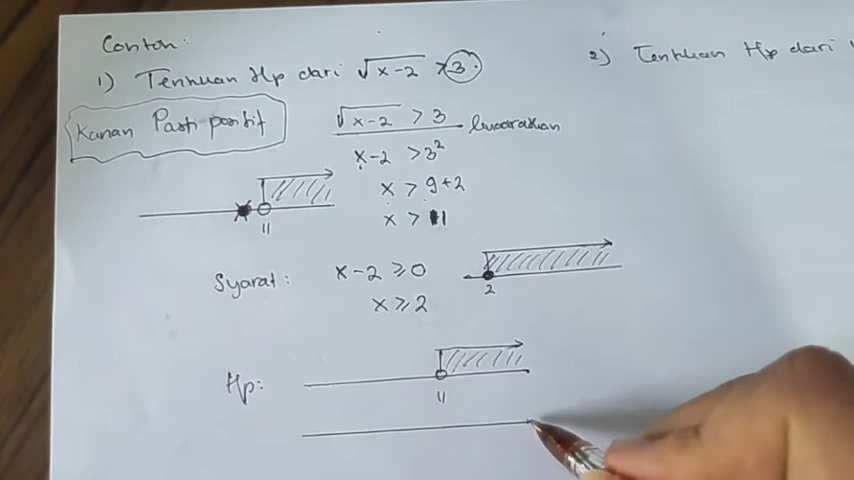 Contoh:
1) Tentukan Hp dari √x-2 > 3.
2) Tentukan Hp dari
Kanan Pasti positif
√x-2 > 3
kuadratkan
x-2 > 3²
x > 9+2
x > 11
11
Syarat: x-2 ≥ 0
x ≥ 2
2
Hp:
11